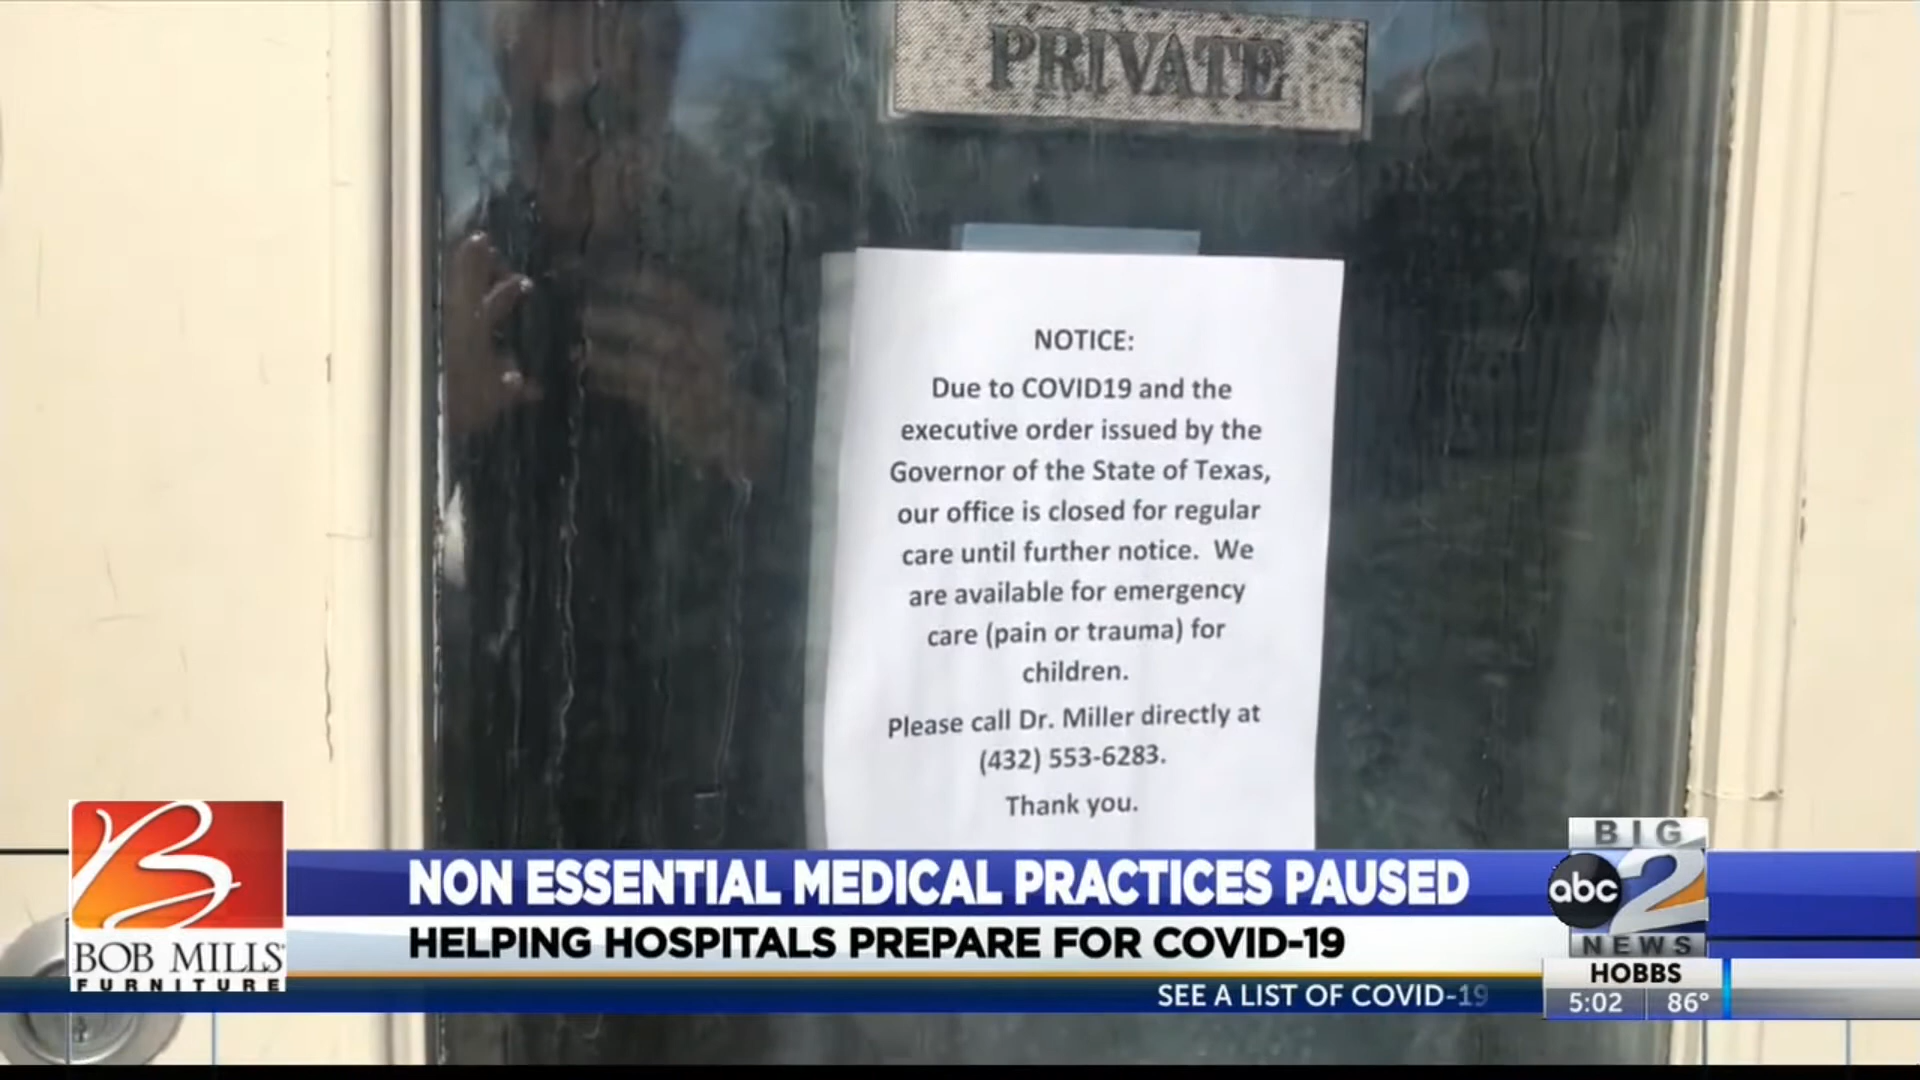 PRIVATE
NOTICE:
Due to COVID19 and the
executive order issued by the
Governor of the State of Texas,
our office is closed for regular
care until further notice. We
are available for emergency
care (pain or trauma) for
children.
Please call Dr. Miller directly at
(432) 553-6283.
Thank you.
B
BOB MILLS
FURNITURE
NON ESSENTIAL MEDICAL PRACTICES PAUSED
HELPING HOSPITALS PREPARE FOR COVID-19
SEE A LIST OF COVID-19
BIG
abc 2
NEWS
HOBBS
5:02 86°